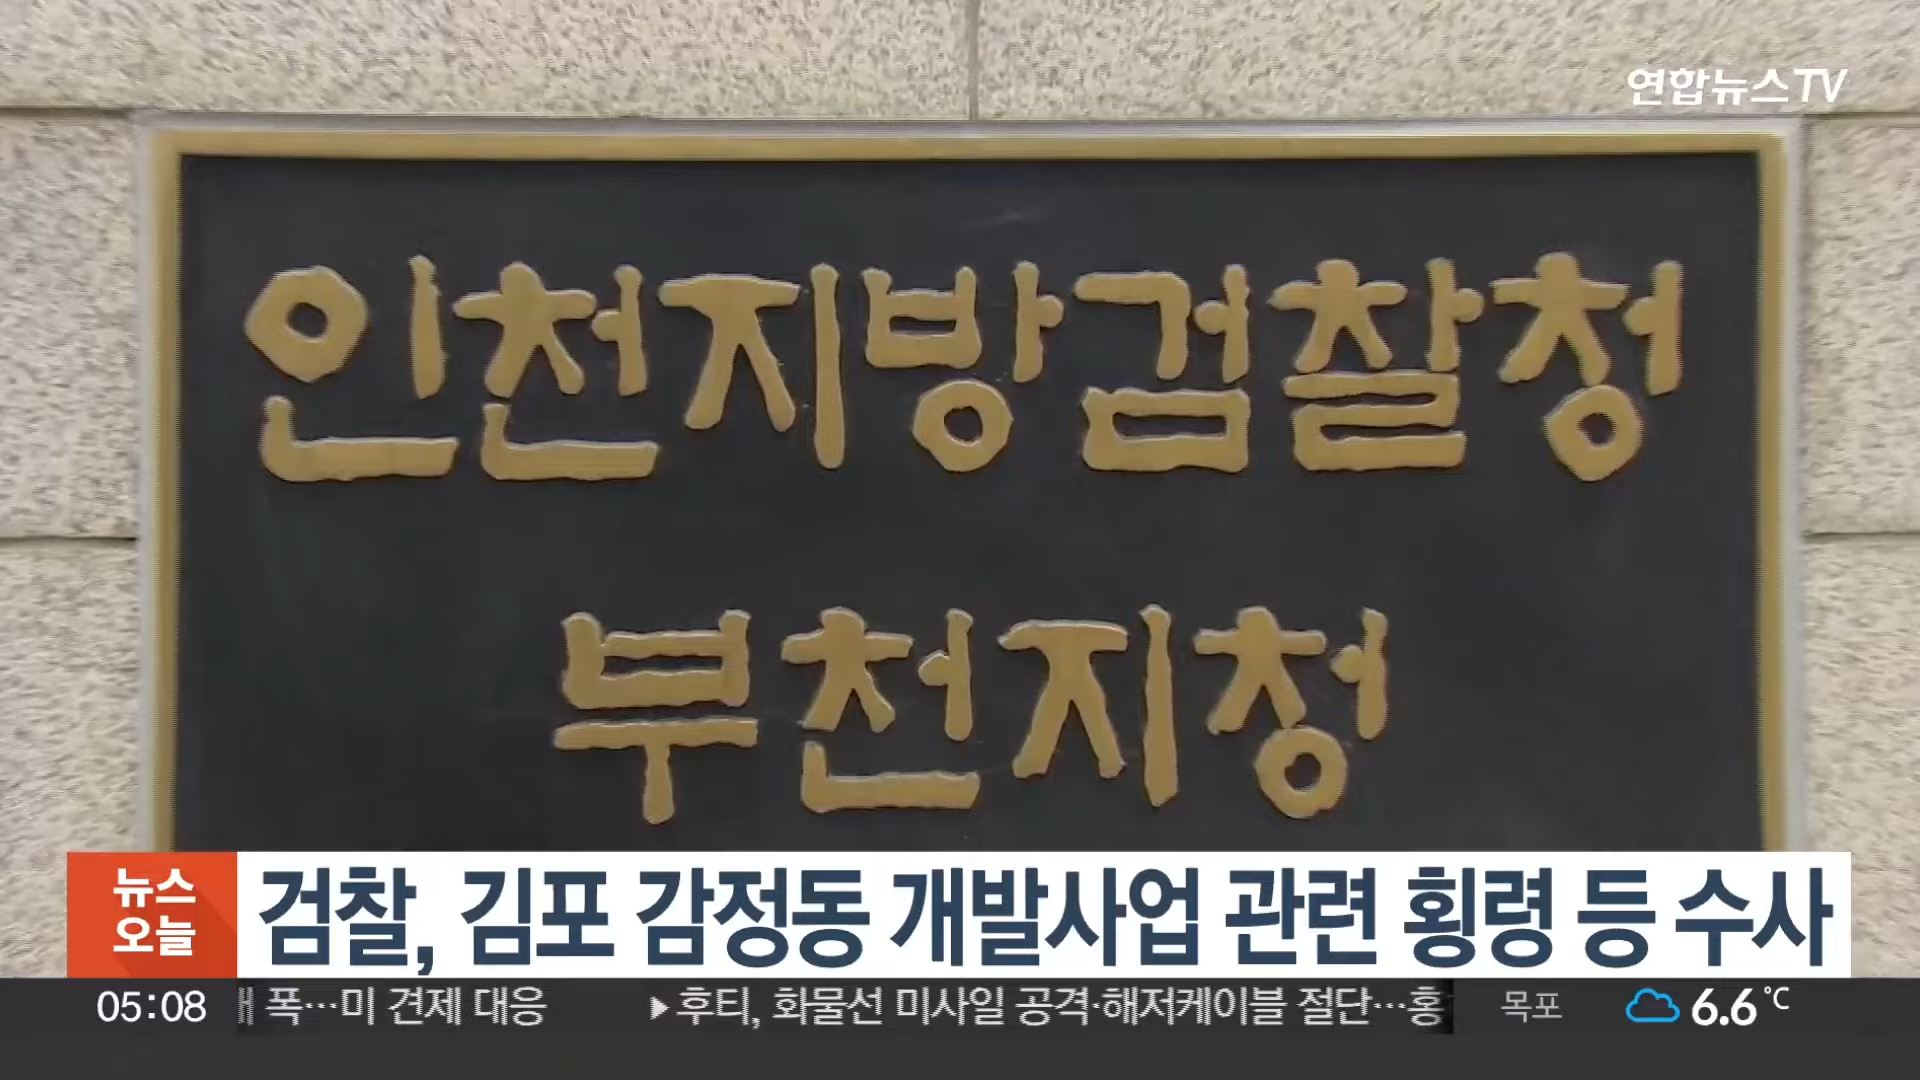 연합뉴스TV
인천지방검찰청
부천지청
뉴스
오늘
검찰, 김포 감정동 개발사업 관련 횡령 등 수사
05:08
폭…미 견제 대응
▶후티, 화물선 미사일 공격·해저케이블 절단…홍
목포
6.6℃